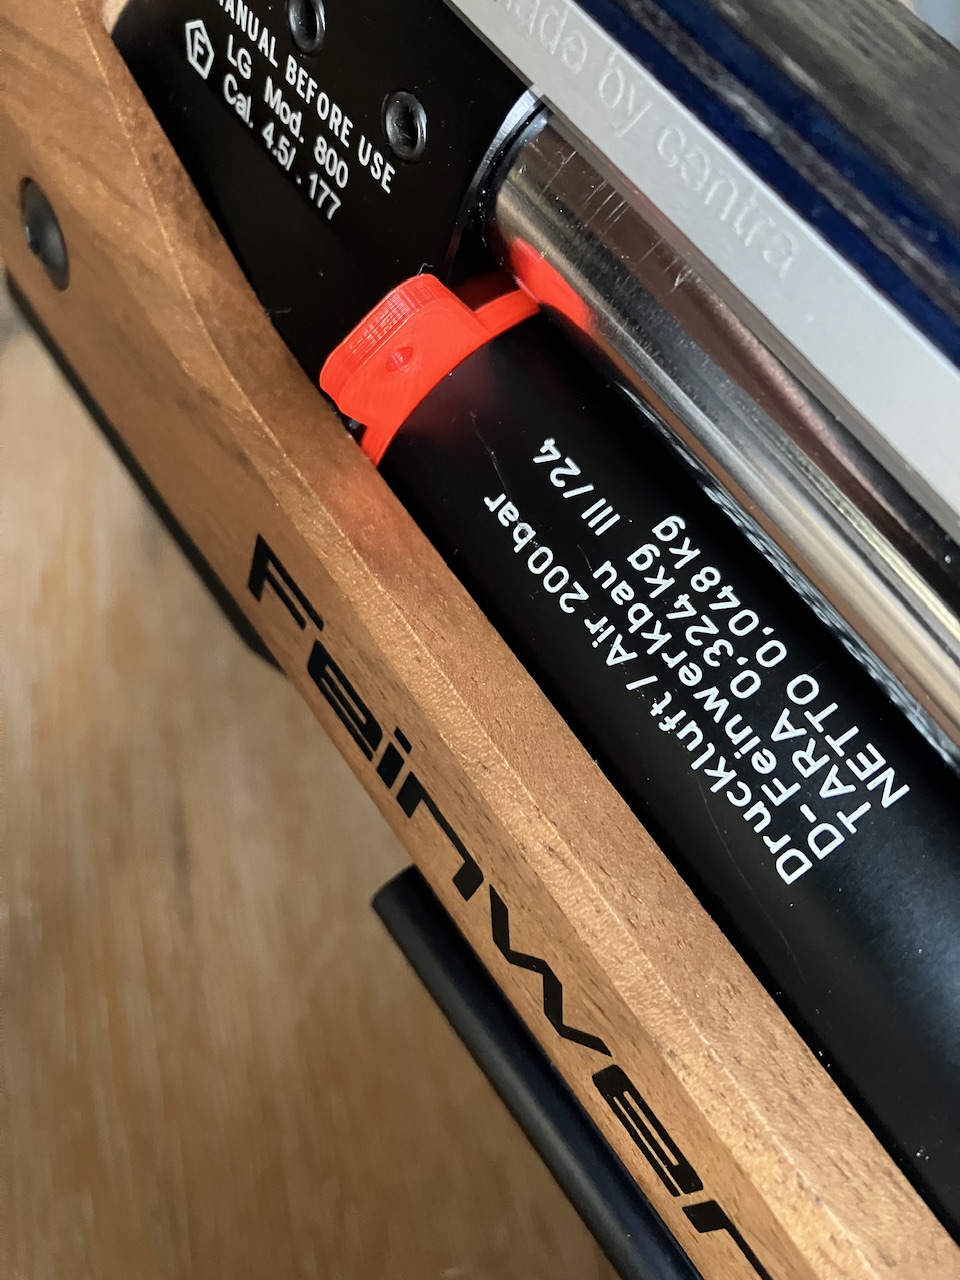 MANUAL BEFORE USE
F
LG Mod. 800
Cal. 4.5/ .177
made by centra
Druckluft / Air 200 bar
D-Feinwerkbau III/24
TARA 0,324 kg
NETTO 0,048 kg
Feinwer